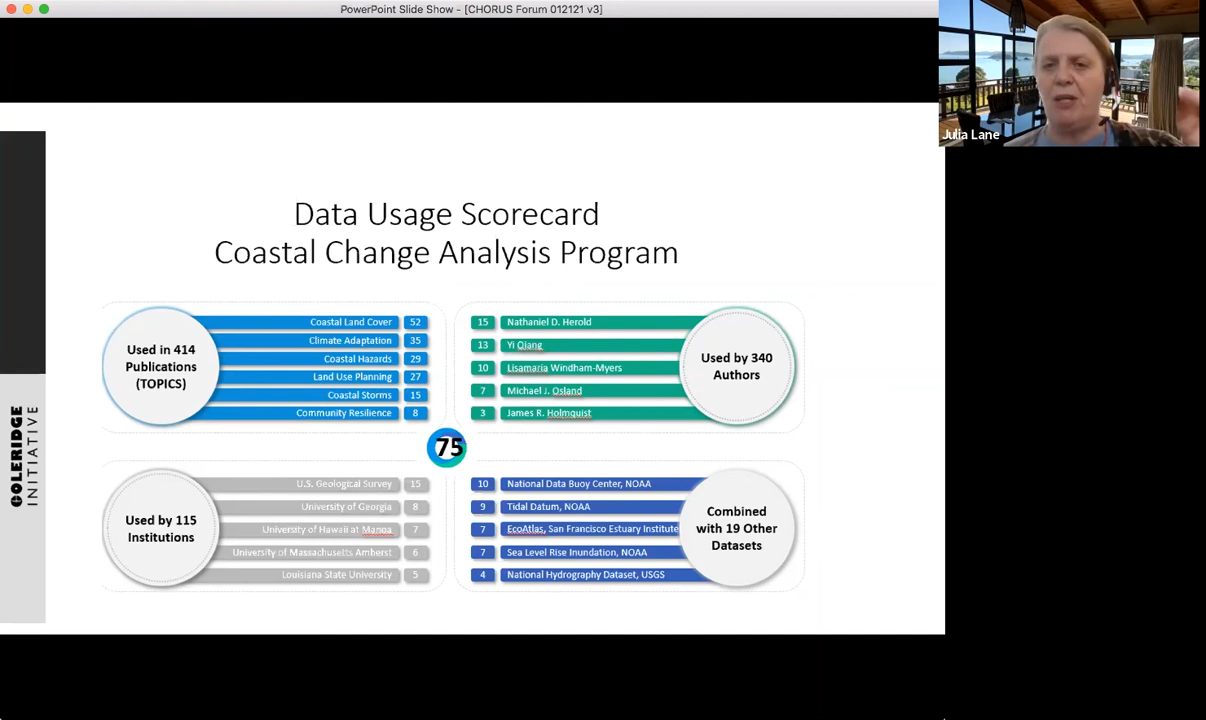 PowerPoint Slide Show - [CHORUS Forum 012121 v3]
Julia Lane
Data Usage Scorecard
Coastal Change Analysis Program
Used in 414
Publications
(TOPICS)
Coastal Land Cover 52
Climate Adaptation 35
Coastal Hazards 29
Land Use Planning 27
Coastal Storms 15
Community Resilience 8
15 Nathaniel D. Herold
13 Yi Qiang
10 Lisamaria Windham-Myers
7 Michael J. Osland
3 James R. Holmquist
Used by 340
Authors
75
Used by 115
Institutions
U.S. Geological Survey 15
University of Georgia 8
University of Hawaii at Manoa 7
University of Massachusetts Amherst 6
Louisiana State University 5
10 National Data Buoy Center, NOAA
9 Tidal Datum, NOAA
7 EcoAtlas, San Francisco Estuary Institute
7 Sea Level Rise Inundation, NOAA
4 National Hydrography Dataset, USGS
Combined
with 19 Other
Datasets
COLERIDGE
INITIATIVE